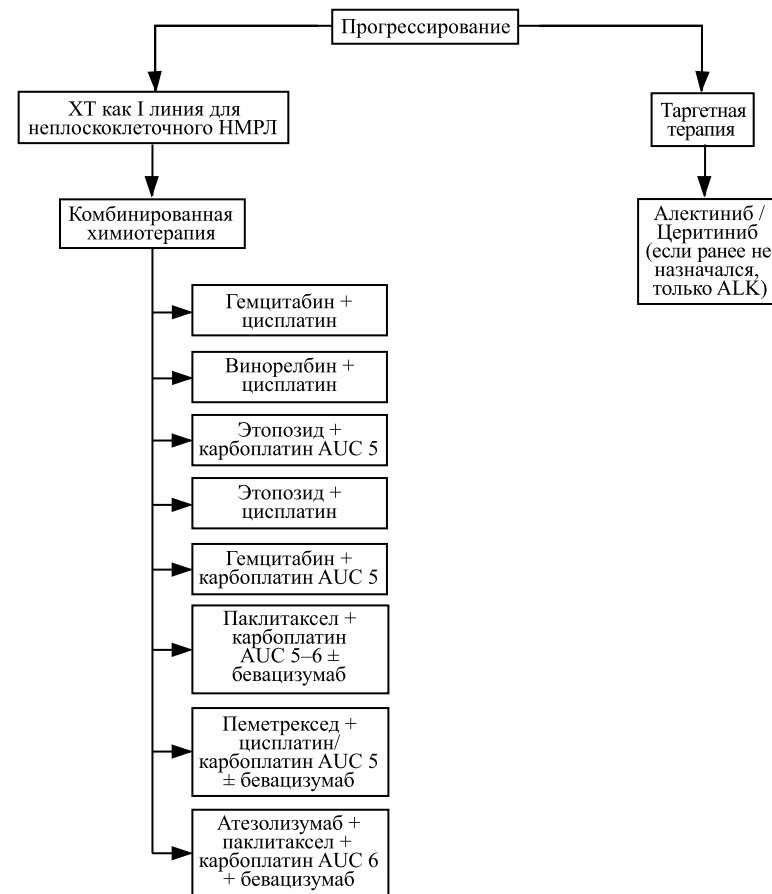 Прогрессирование
ХТ как I линия для
неплоскоклеточного НМРЛ
Таргетная
терапия
Комбинированная
химиотерапия
Алектиниб /
Церитиниб
(если ранее не
назначался,
только ALK)
Гемцитабин +
цисплатин
Винорелбин +
цисплатин
Этопозид +
карбоплатин AUC 5
Этопозид +
цисплатин
Гемцитабин +
карбоплатин AUC 5
Паклитаксел +
карбоплатин
AUC 5–6 ±
бевацизумаб
Пеметрексед +
цисплатин/
карбоплатин AUC 5
± бевацизумаб
Атезолизумаб +
паклитаксел +
карбоплатин AUC 6
+ бевацизумаб